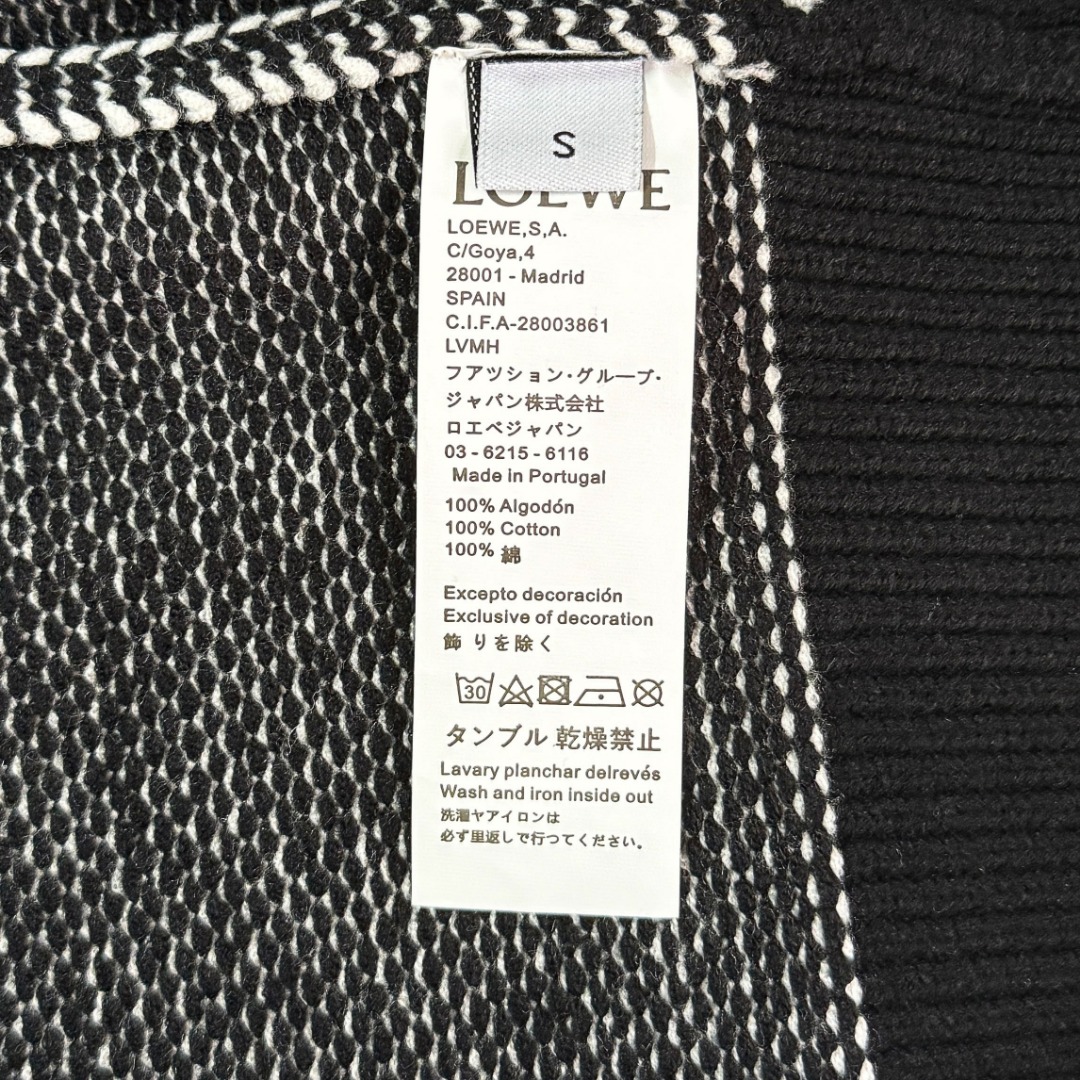 S
LOEWE
LOEWE,S,A.
C/Goya,4
28001 - Madrid
SPAIN
C.I.F.A-28003861
LVMH
フアツション·グループ·
ジャパン株式会社
ロエベジャパン
03 - 6215 - 6116
Made in Portugal
100% Algodón
100% Cotton
100% 綿
Excepto decoración
Exclusive of decoration
飾 りを除く
30
タンブル 乾燥禁止
Lavary planchar delrevés
Wash and iron inside out
洗濯ヤアイロンは
必ず里返しで行つてください。